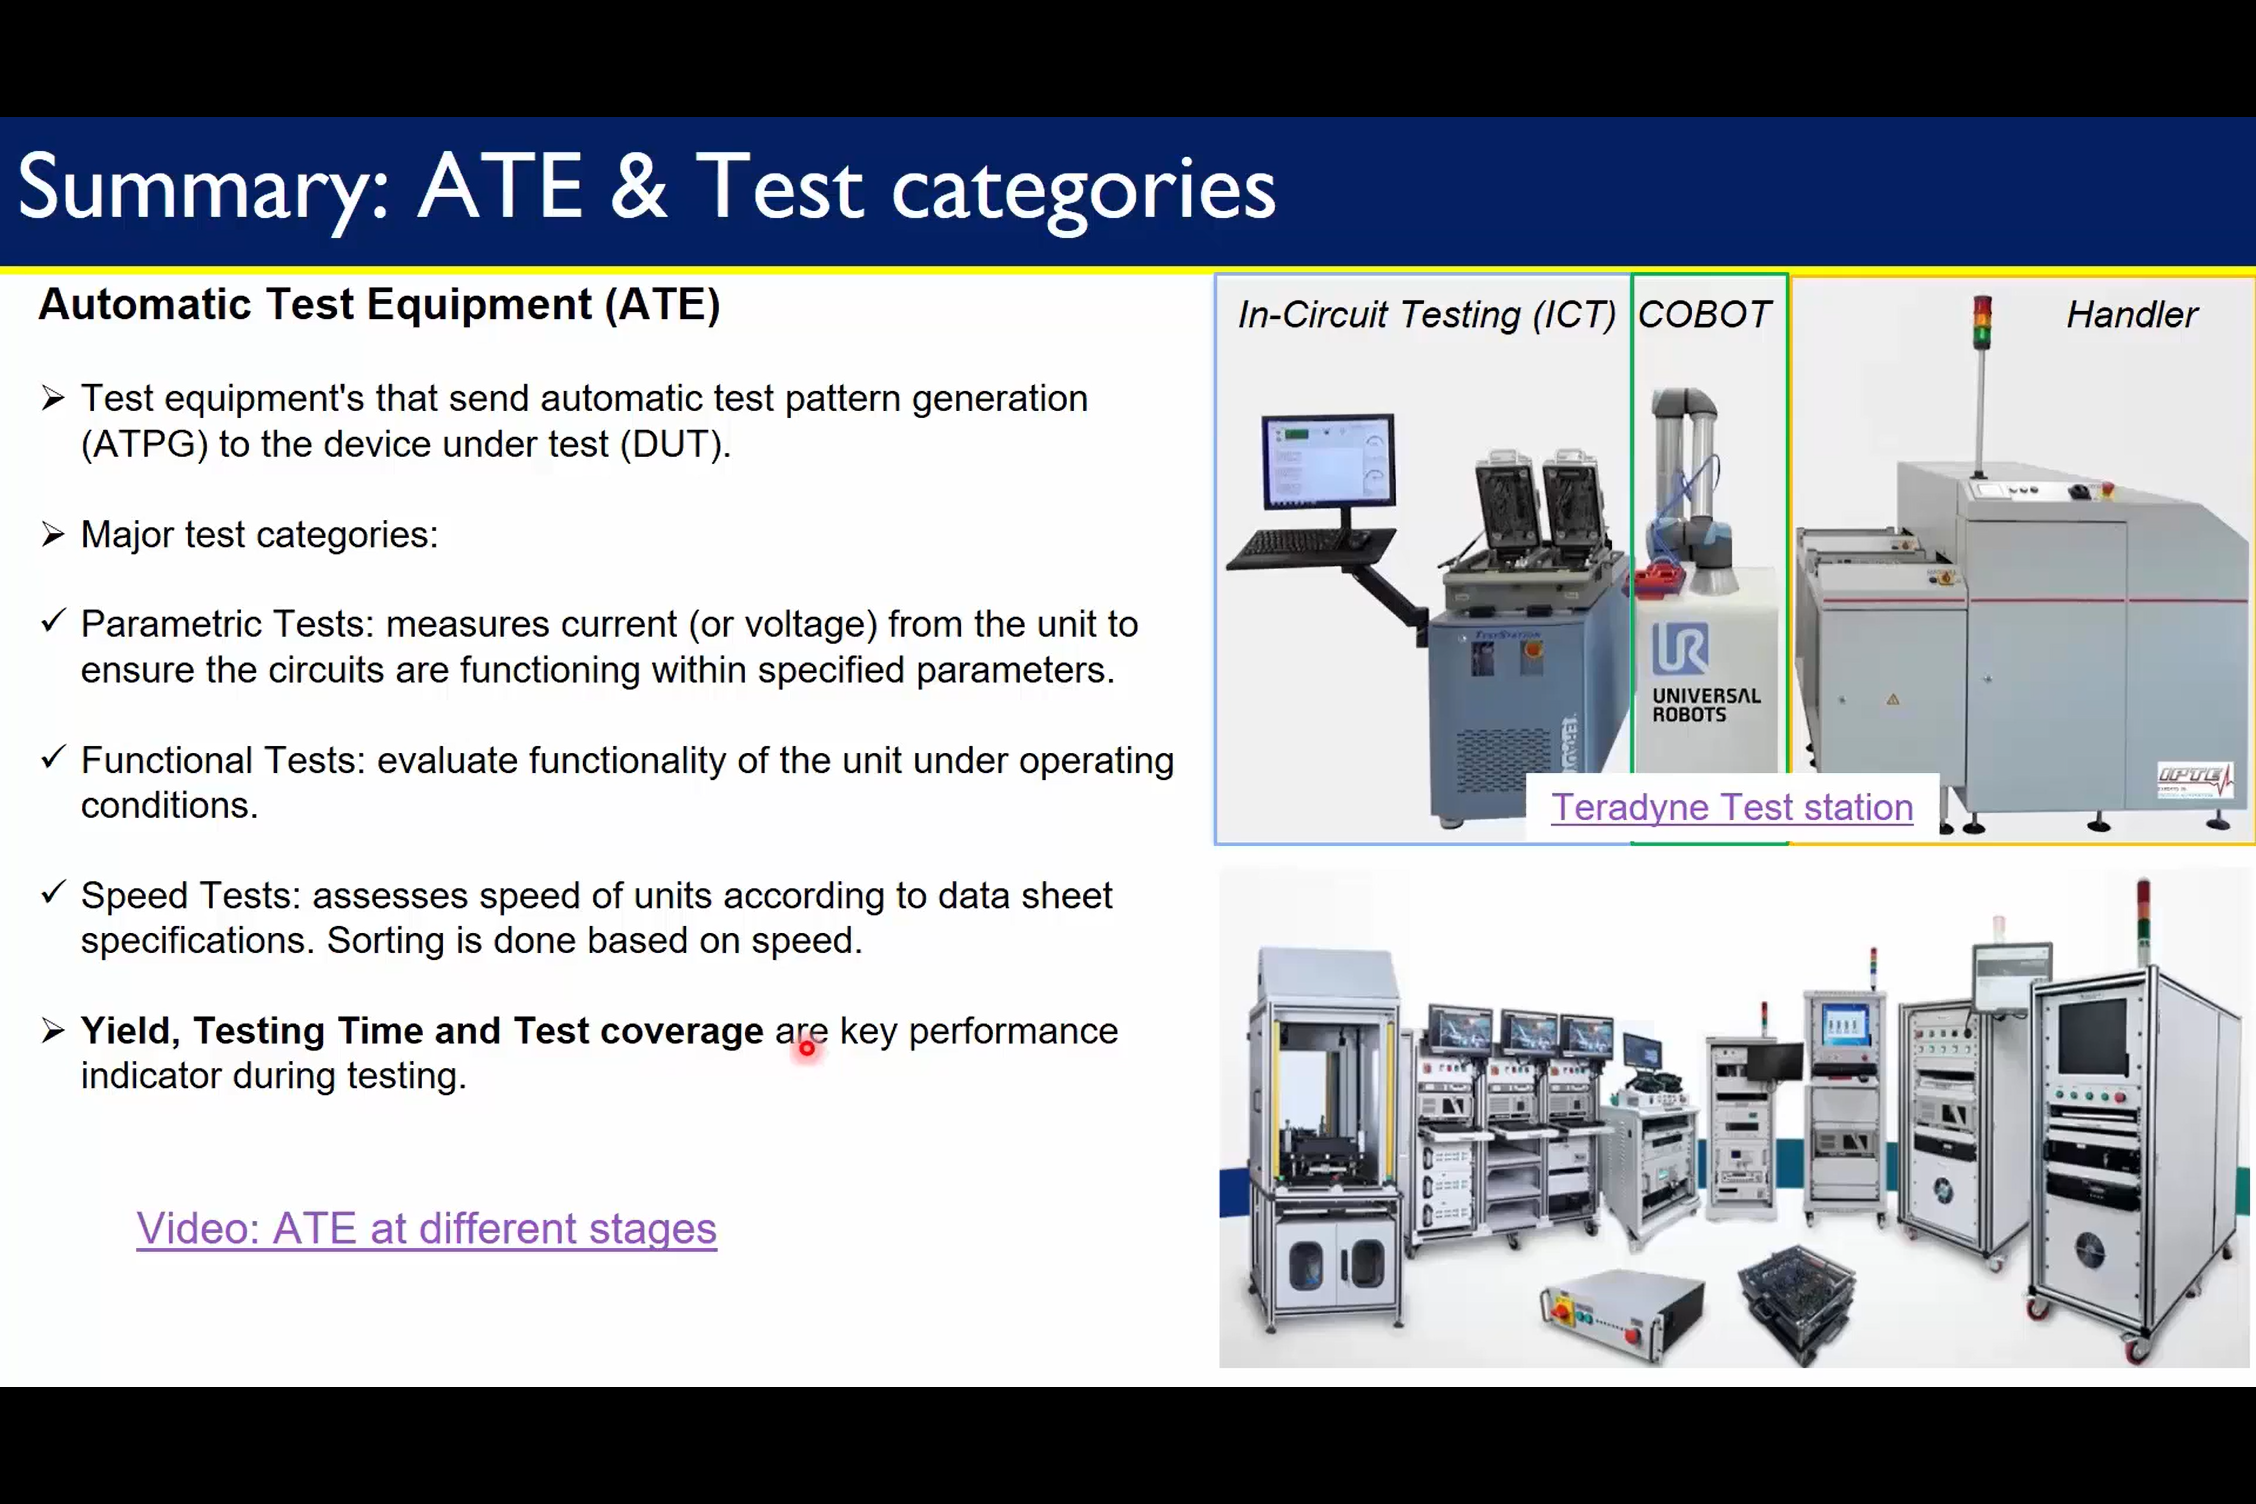 Summary: ATE & Test categories
Automatic Test Equipment (ATE)
➢ Test equipment's that send automatic test pattern generation
(ATPG) to the device under test (DUT).
➢ Major test categories:
✓ Parametric Tests: measures current (or voltage) from the unit to
ensure the circuits are functioning within specified parameters.
✓ Functional Tests: evaluate functionality of the unit under operating
conditions.
✓ Speed Tests: assesses speed of units according to data sheet
specifications. Sorting is done based on speed.
➢ Yield, Testing Time and Test coverage are key performance
indicator during testing.
Video: ATE at different stages
In-Circuit Testing (ICT)
COBOT
Handler
TESTSTATION
UR
UNIVERSAL
ROBOTS
IPTE
Teradyne Test station